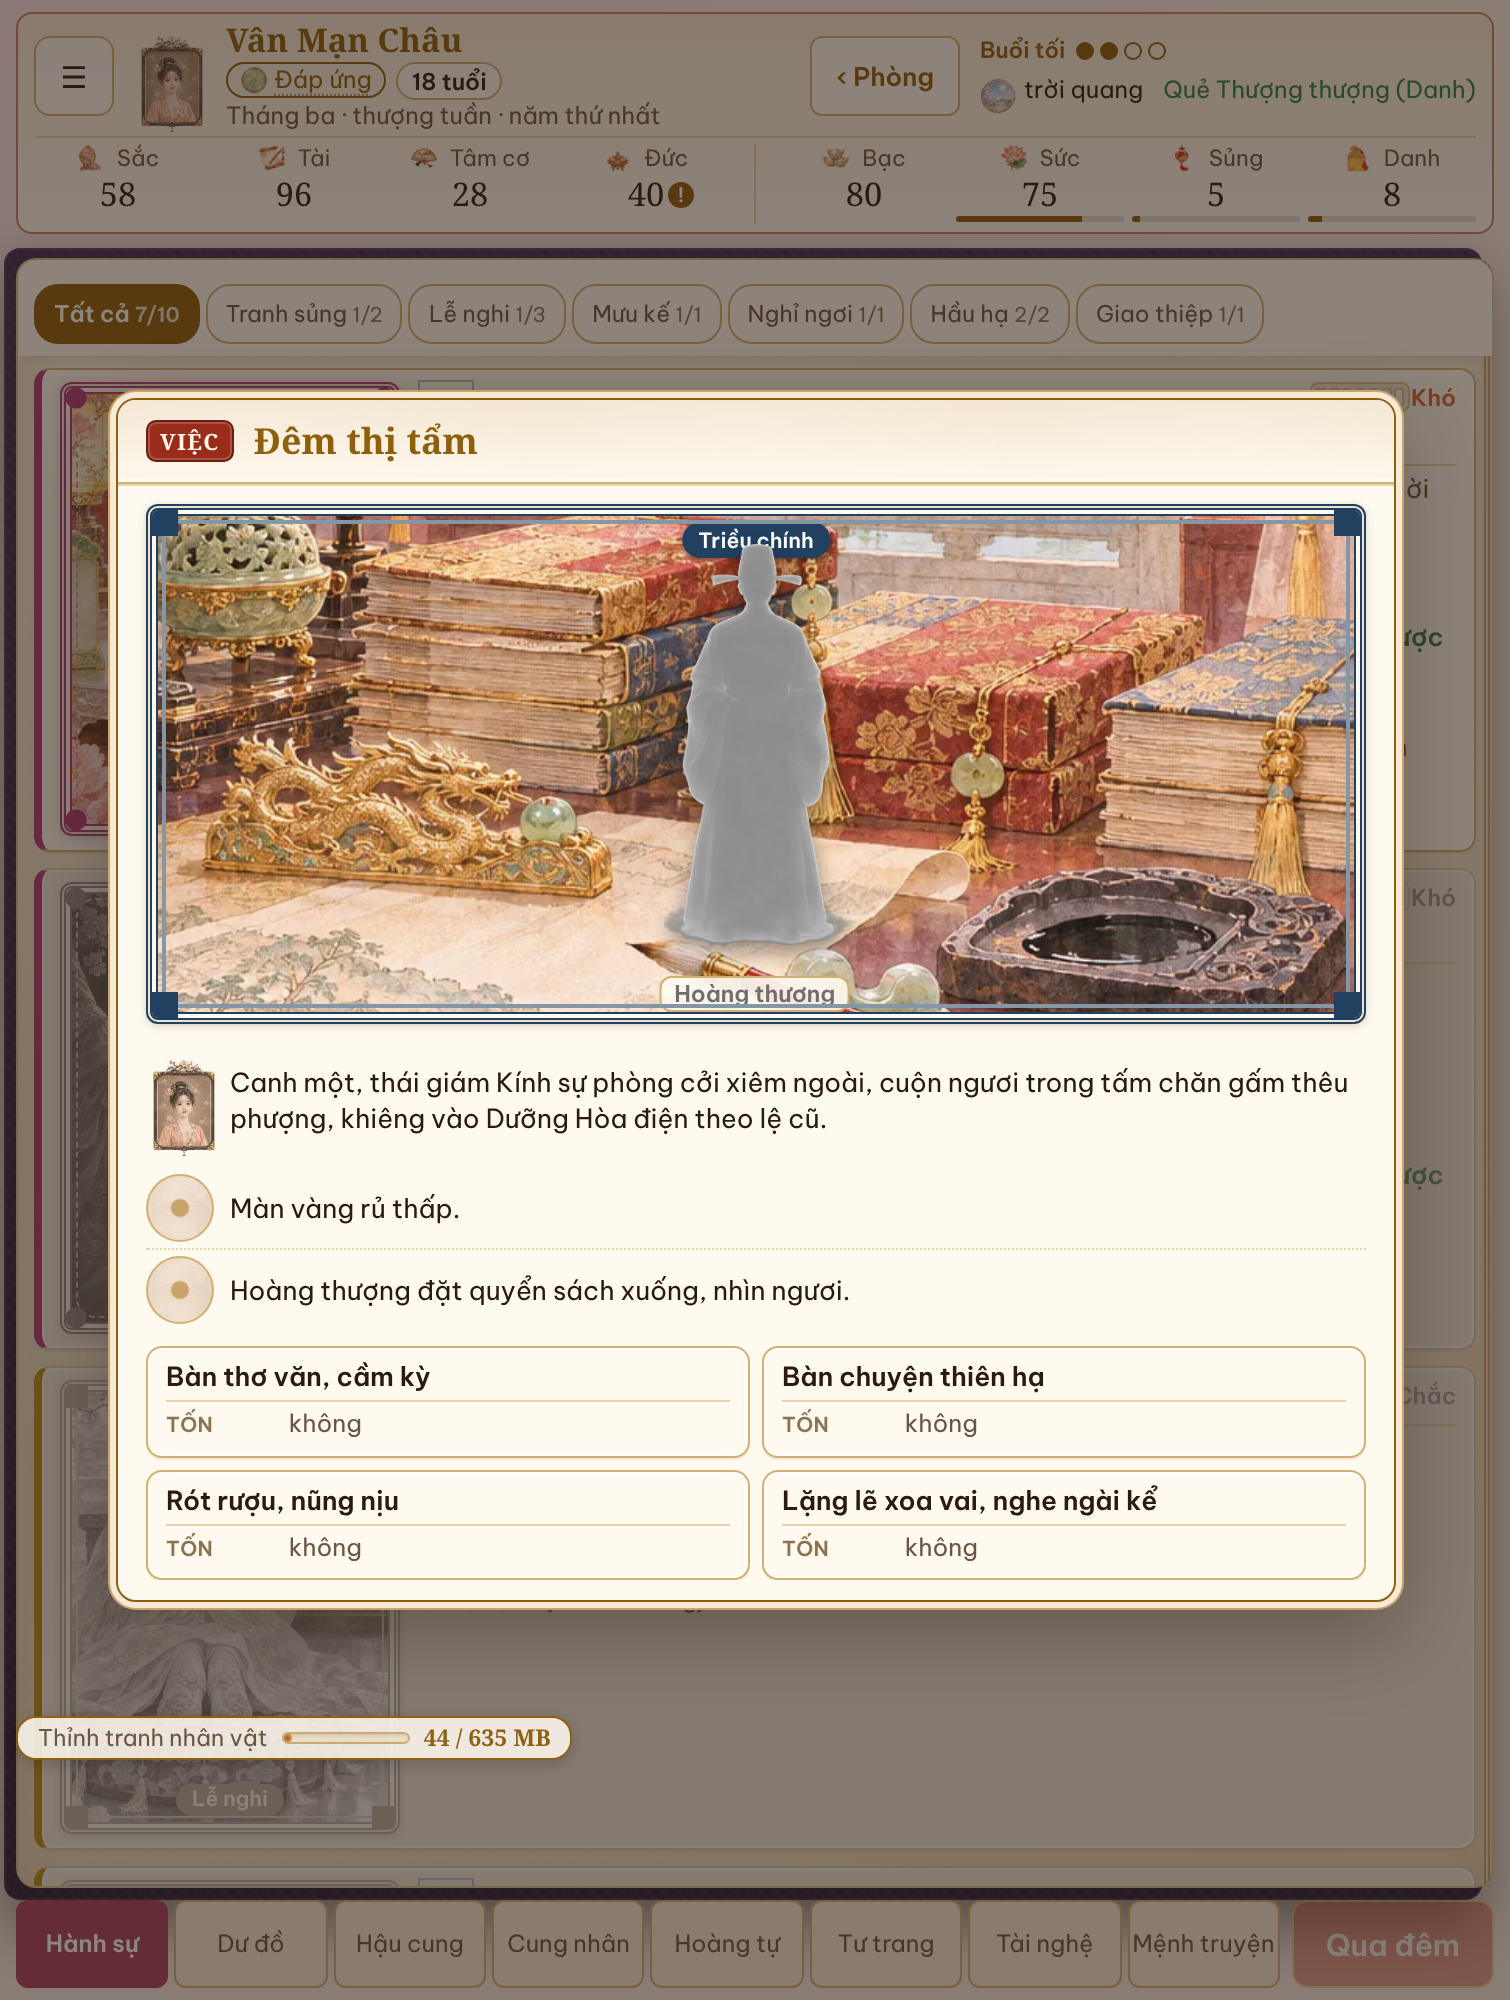 Vân Mạn Châu
Đáp ứng 18 tuổi
Tháng ba · thượng tuần · năm thứ nhất
‹ Phòng
Buổi tối
trời quang Quẻ Thượng thượng (Danh)
Sắc Tài Tâm cơ Đức Bạc Sức Sủng Danh
58 96 28 40 ! 80 75 5 8
Tất cả 7/10 Tranh sủng 1/2 Lễ nghi 1/3 Mưu kế 1/1 Nghỉ ngơi 1/1 Hầu hạ 2/2 Giao thiệp 1/1
Khó
ời
VIỆC Đêm thị tẩm
Triều chính
Hoàng thượng
Khó
Canh một, thái giám Kính sự phòng cởi xiêm ngoài, cuộn ngươi trong tấm chăn gấm thêu
phượng, khiêng vào Dưỡng Hòa điện theo lệ cũ.
Màn vàng rủ thấp.
Hoàng thượng đặt quyển sách xuống, nhìn ngươi.
Bàn thơ văn, cầm kỳ
TỐN không
Bàn chuyện thiên hạ
TỐN không
Chắc
Rót rượu, nũng nịu
TỐN không
Lặng lẽ xoa vai, nghe ngài kể
TỐN không
Thỉnh tranh nhân vật 44 / 635 MB
Lễ nghi
Hành sự Dư đồ Hậu cung Cung nhân Hoàng tự Tư trang Tài nghệ Mệnh truyện Qua đêm